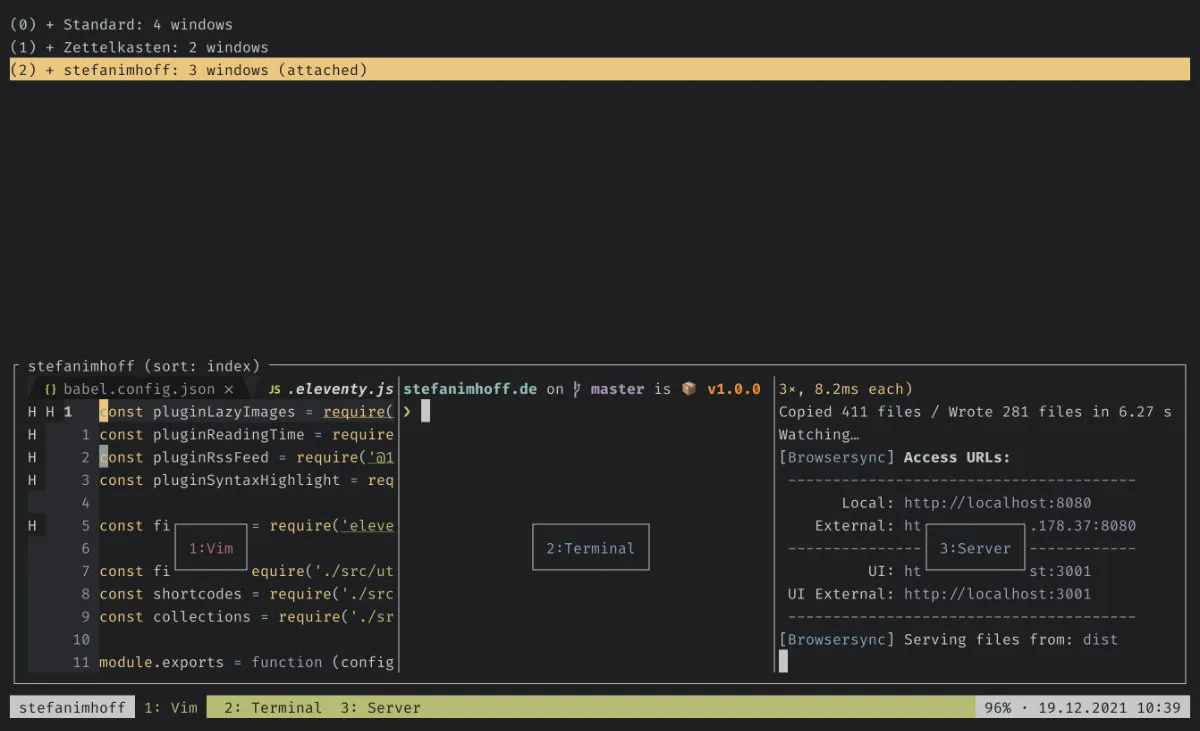 (0) + Standard: 4 windows
(1) + Zettelkasten: 2 windows
(2) + stefanimhoff: 3 windows (attached)
stefanimhoff (sort: index)
{} babel.config.json × JS .eleventy.js
H H 1 const pluginLazyImages = require(
H 1 const pluginReadingTime = require
H 2 const pluginRssFeed = require('@1
H 3 const pluginSyntaxHighlight = req
4
H 5 const fi = require('eleve
6
1:Vim
7 const fi equire('./src/ut
8 const shortcodes = require('./src
9 const collections = require('./sr
10
11 module.exports = function (config
stefanimhoff.de on master is 📦 v1.0.0
❯
2:Terminal
3×, 8.2ms each)
Copied 411 files / Wrote 281 files in 6.27 s
Watching…
[Browsersync] Access URLs:
---------------------------------------
Local: http://localhost:8080
External: ht .178.37:8080
--------------- ------------
3:Server
UI: ht st:3001
UI External: http://localhost:3001
---------------------------------------
[Browsersync] Serving files from: dist
stefanimhoff 1: Vim 2: Terminal 3: Server 96% · 19.12.2021 10:39